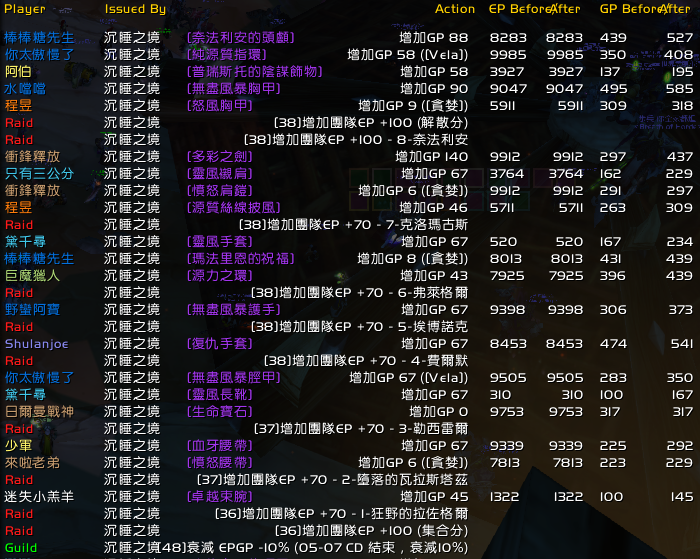 Player Issued By Action EP Before After GP Before After
棒棒糖先生 沉睡之境 [奈法利安的頭顱] 增加GP 88 8283 8283 439 527
你太傲慢了 沉睡之境 [純源質指環] 增加GP 58 ([Vela]) 9985 9985 350 408
阿伯 沉睡之境 [普瑞斯托的陰謀飾物] 增加GP 58 3927 3927 137 195
水噹噹 沉睡之境 [無盡風暴胸甲] 增加GP 90 9047 9047 495 585
程昱 沉睡之境 [怒風胸甲] 增加GP 9 ([貪婪]) 5911 5911 309 318
Raid 沉睡之境 (38)增加團隊EP +100 (解散分)
Raid 沉睡之境 (38)增加團隊EP +100 - 8-奈法利安
衝鋒釋放 沉睡之境 [多彩之劍] 增加GP 140 9912 9912 297 437
只有三公分 沉睡之境 [靈風襯肩] 增加GP 67 3764 3764 162 229
衝鋒釋放 沉睡之境 [憤怒肩鎧] 增加GP 6 ([貪婪]) 9912 9912 291 297
程昱 沉睡之境 [源質絲線披風] 增加GP 46 5711 5711 263 309
Raid 沉睡之境 (38)增加團隊EP +70 - 7-克洛瑪古斯
黛千尋 沉睡之境 [靈風手套] 增加GP 67 520 520 167 234
棒棒糖先生 沉睡之境 [瑪法里恩的祝福] 增加GP 8 ([貪婪]) 8013 8013 431 439
巨魔獵人 沉睡之境 [源力之環] 增加GP 43 7925 7925 396 439
Raid 沉睡之境 (38)增加團隊EP +70 - 6-弗萊格爾
野蠻阿寶 沉睡之境 [無盡風暴護手] 增加GP 67 9398 9398 306 373
Raid 沉睡之境 (38)增加團隊EP +70 - 5-埃博諾克
Shulanjoe 沉睡之境 [復仇手套] 增加GP 67 8453 8453 474 541
Raid 沉睡之境 (38)增加團隊EP +70 - 4-費爾默
你太傲慢了 沉睡之境 [無盡風暴脛甲] 增加GP 67 ([Vela]) 9505 9505 283 350
黛千尋 沉睡之境 [靈風長靴] 增加GP 67 310 310 100 167
日爾曼戰神 沉睡之境 [生命寶石] 增加GP 0 9753 9753 317 317
Raid 沉睡之境 (37)增加團隊EP +70 - 3-勒西雷爾
少軍 沉睡之境 [血牙腰帶] 增加GP 67 9339 9339 225 292
來啦老弟 沉睡之境 [憤怒腰帶] 增加GP 6 ([貪婪]) 7813 7813 223 229
Raid 沉睡之境 (37)增加團隊EP +70 - 2-墮落的瓦拉斯塔茲
迷失小羔羊 沉睡之境 [卓越束腕] 增加GP 45 1322 1322 100 145
Raid 沉睡之境 (36)增加團隊EP +70 - 1-狂野的拉佐格爾
Raid 沉睡之境 (36)增加團隊EP +100 (集合分)
Guild 沉睡之境 (48)衰減 EPGP -10% (05-07 CD 結束，衰減10%)